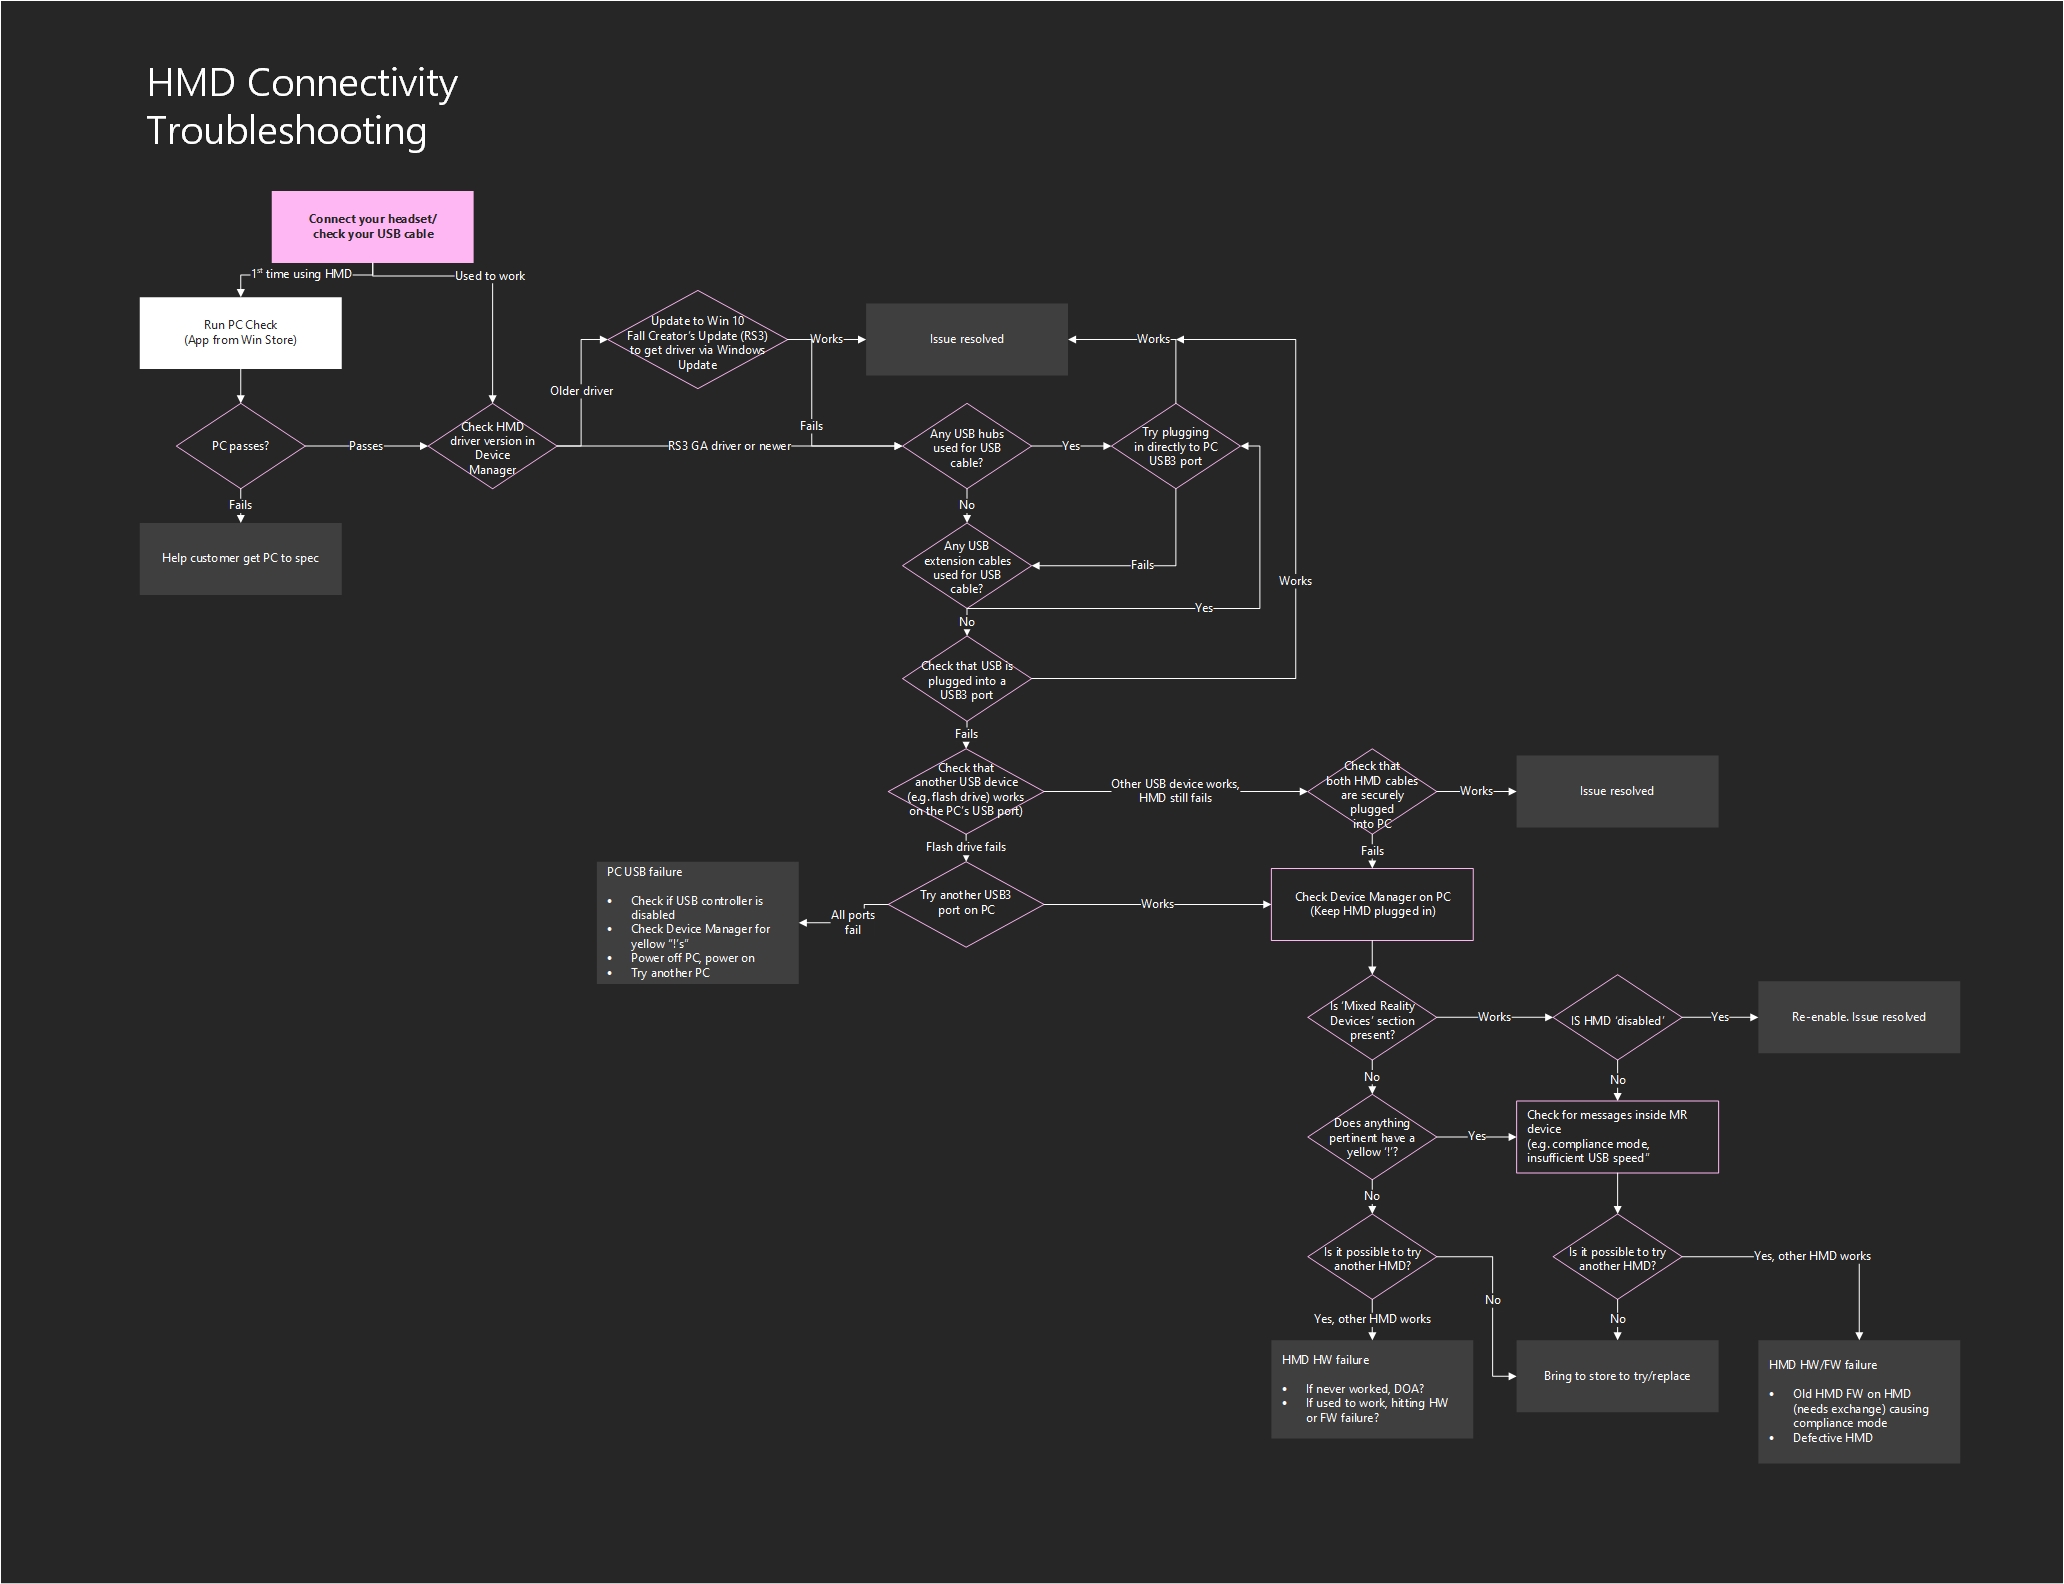 HMD Connectivity
Troubleshooting
Connect your headset/
check your USB cable
1st time using HMD
Used to work
Run PC Check
(App from Win Store)
Update to Win 10
Fall Creator's Update (RS3)
to get driver via Windows
Update
Works
Issue resolved
Works
Older driver
Fails
PC passes?
Passes
Check HMD
driver version in
Device
Manager
RS3 GA driver or newer
Any USB hubs
used for USB
cable?
Yes
Try plugging
in directly to PC
USB3 port
Fails
No
Help customer get PC to spec
Any USB
extension cables
used for USB
cable?
Fails
Works
Yes
No
Check that USB is
plugged into a
USB3 port
Fails
Check that
another USB device
(e.g. flash drive) works
on the PC's USB port)
Other USB device works,
HMD still fails
Check that
both HMD cables
are securely
plugged
into PC
Works
Issue resolved
Flash drive fails
Fails
PC USB failure
• Check if USB controller is
disabled
• Check Device Manager for
yellow "!'s"
• Power off PC, power on
• Try another PC
All ports
fail
Try another USB3
port on PC
Works
Check Device Manager on PC
(Keep HMD plugged in)
Is 'Mixed Reality
Devices' section
present?
Works
IS HMD 'disabled'
Yes
Re-enable. Issue resolved
No
No
Does anything
pertinent have a
yellow '!'?
Yes
Check for messages inside MR
device
(e.g. compliance mode,
insufficient USB speed"
No
Is it possible to try
another HMD?
Is it possible to try
another HMD?
Yes, other HMD works
No
Yes, other HMD works
No
HMD HW failure
• If never worked, DOA?
• If used to work, hitting HW
or FW failure?
Bring to store to try/replace
HMD HW/FW failure
• Old HMD FW on HMD
(needs exchange) causing
compliance mode
• Defective HMD